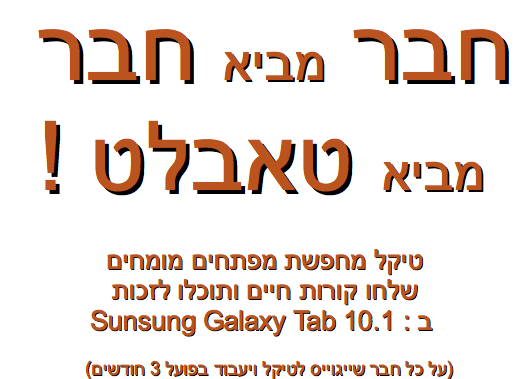 חבר מביא חבר
מביא טאבלט !
טיקל מחפשת מפתחים מומחים
שלחו קורות חיים ותוכלו לזכות
ב : Sunsung Galaxy Tab 10.1
(על כל חבר שייגוייס לטיקל ויעבוד בפועל 3 חודשים)